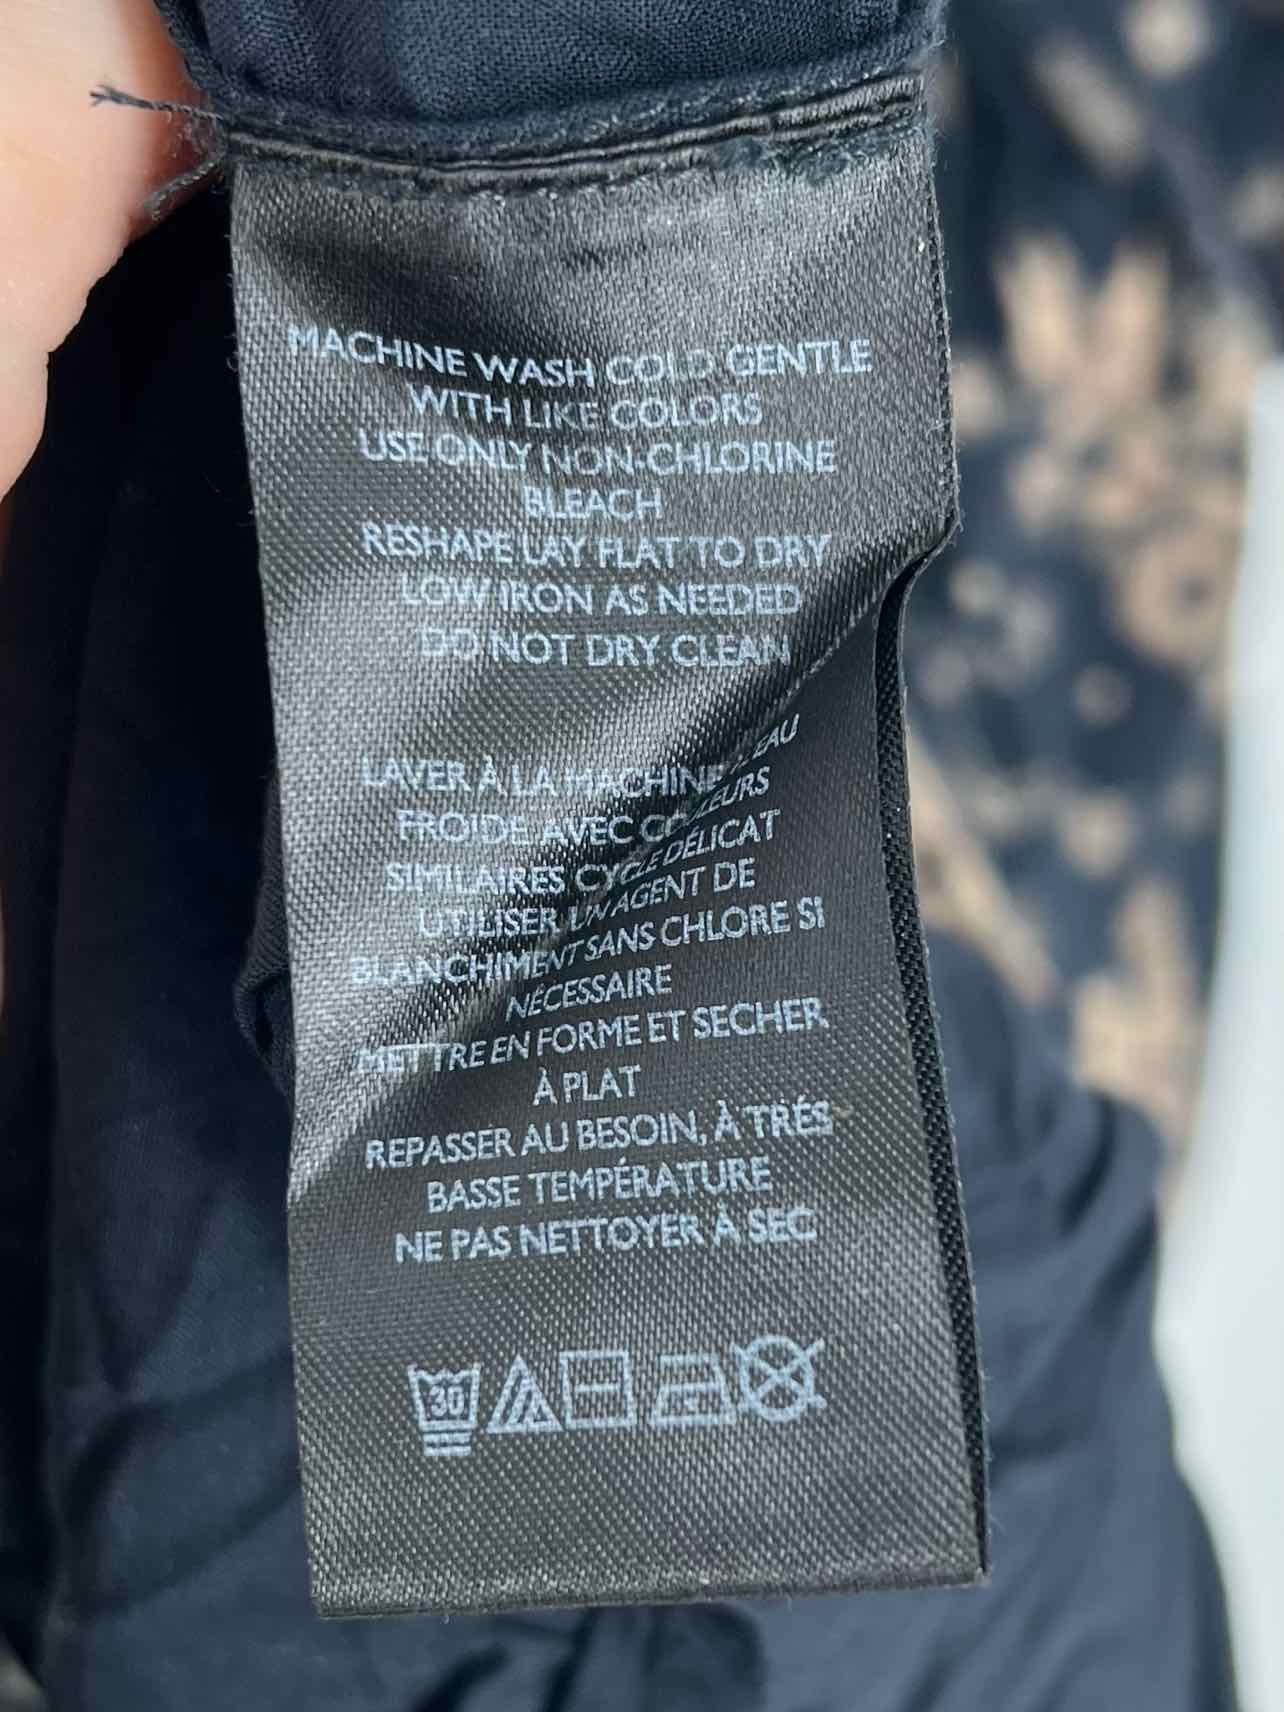 MACHINE WASH COLD GENTLE
WITH LIKE COLORS
USE ONLY NON-CHLORINE
BLEACH
RESHAPE LAY FLAT TO DRY
LOW IRON AS NEEDED
DO NOT DRY CLEAN
LAVER À LA MACHINE EAU
FROIDE AVEC COULEURS
SIMILAIRES CYCLE DÉLICAT
UTILISER UN AGENT DE
BLANCHIMENT SANS CHLORE SI
NÉCESSAIRE
METTRE EN FORME ET SECHER
À PLAT
REPASSER AU BESOIN, À TRÉS
BASSE TEMPÉRATURE
NE PAS NETTOYER À SEC
30